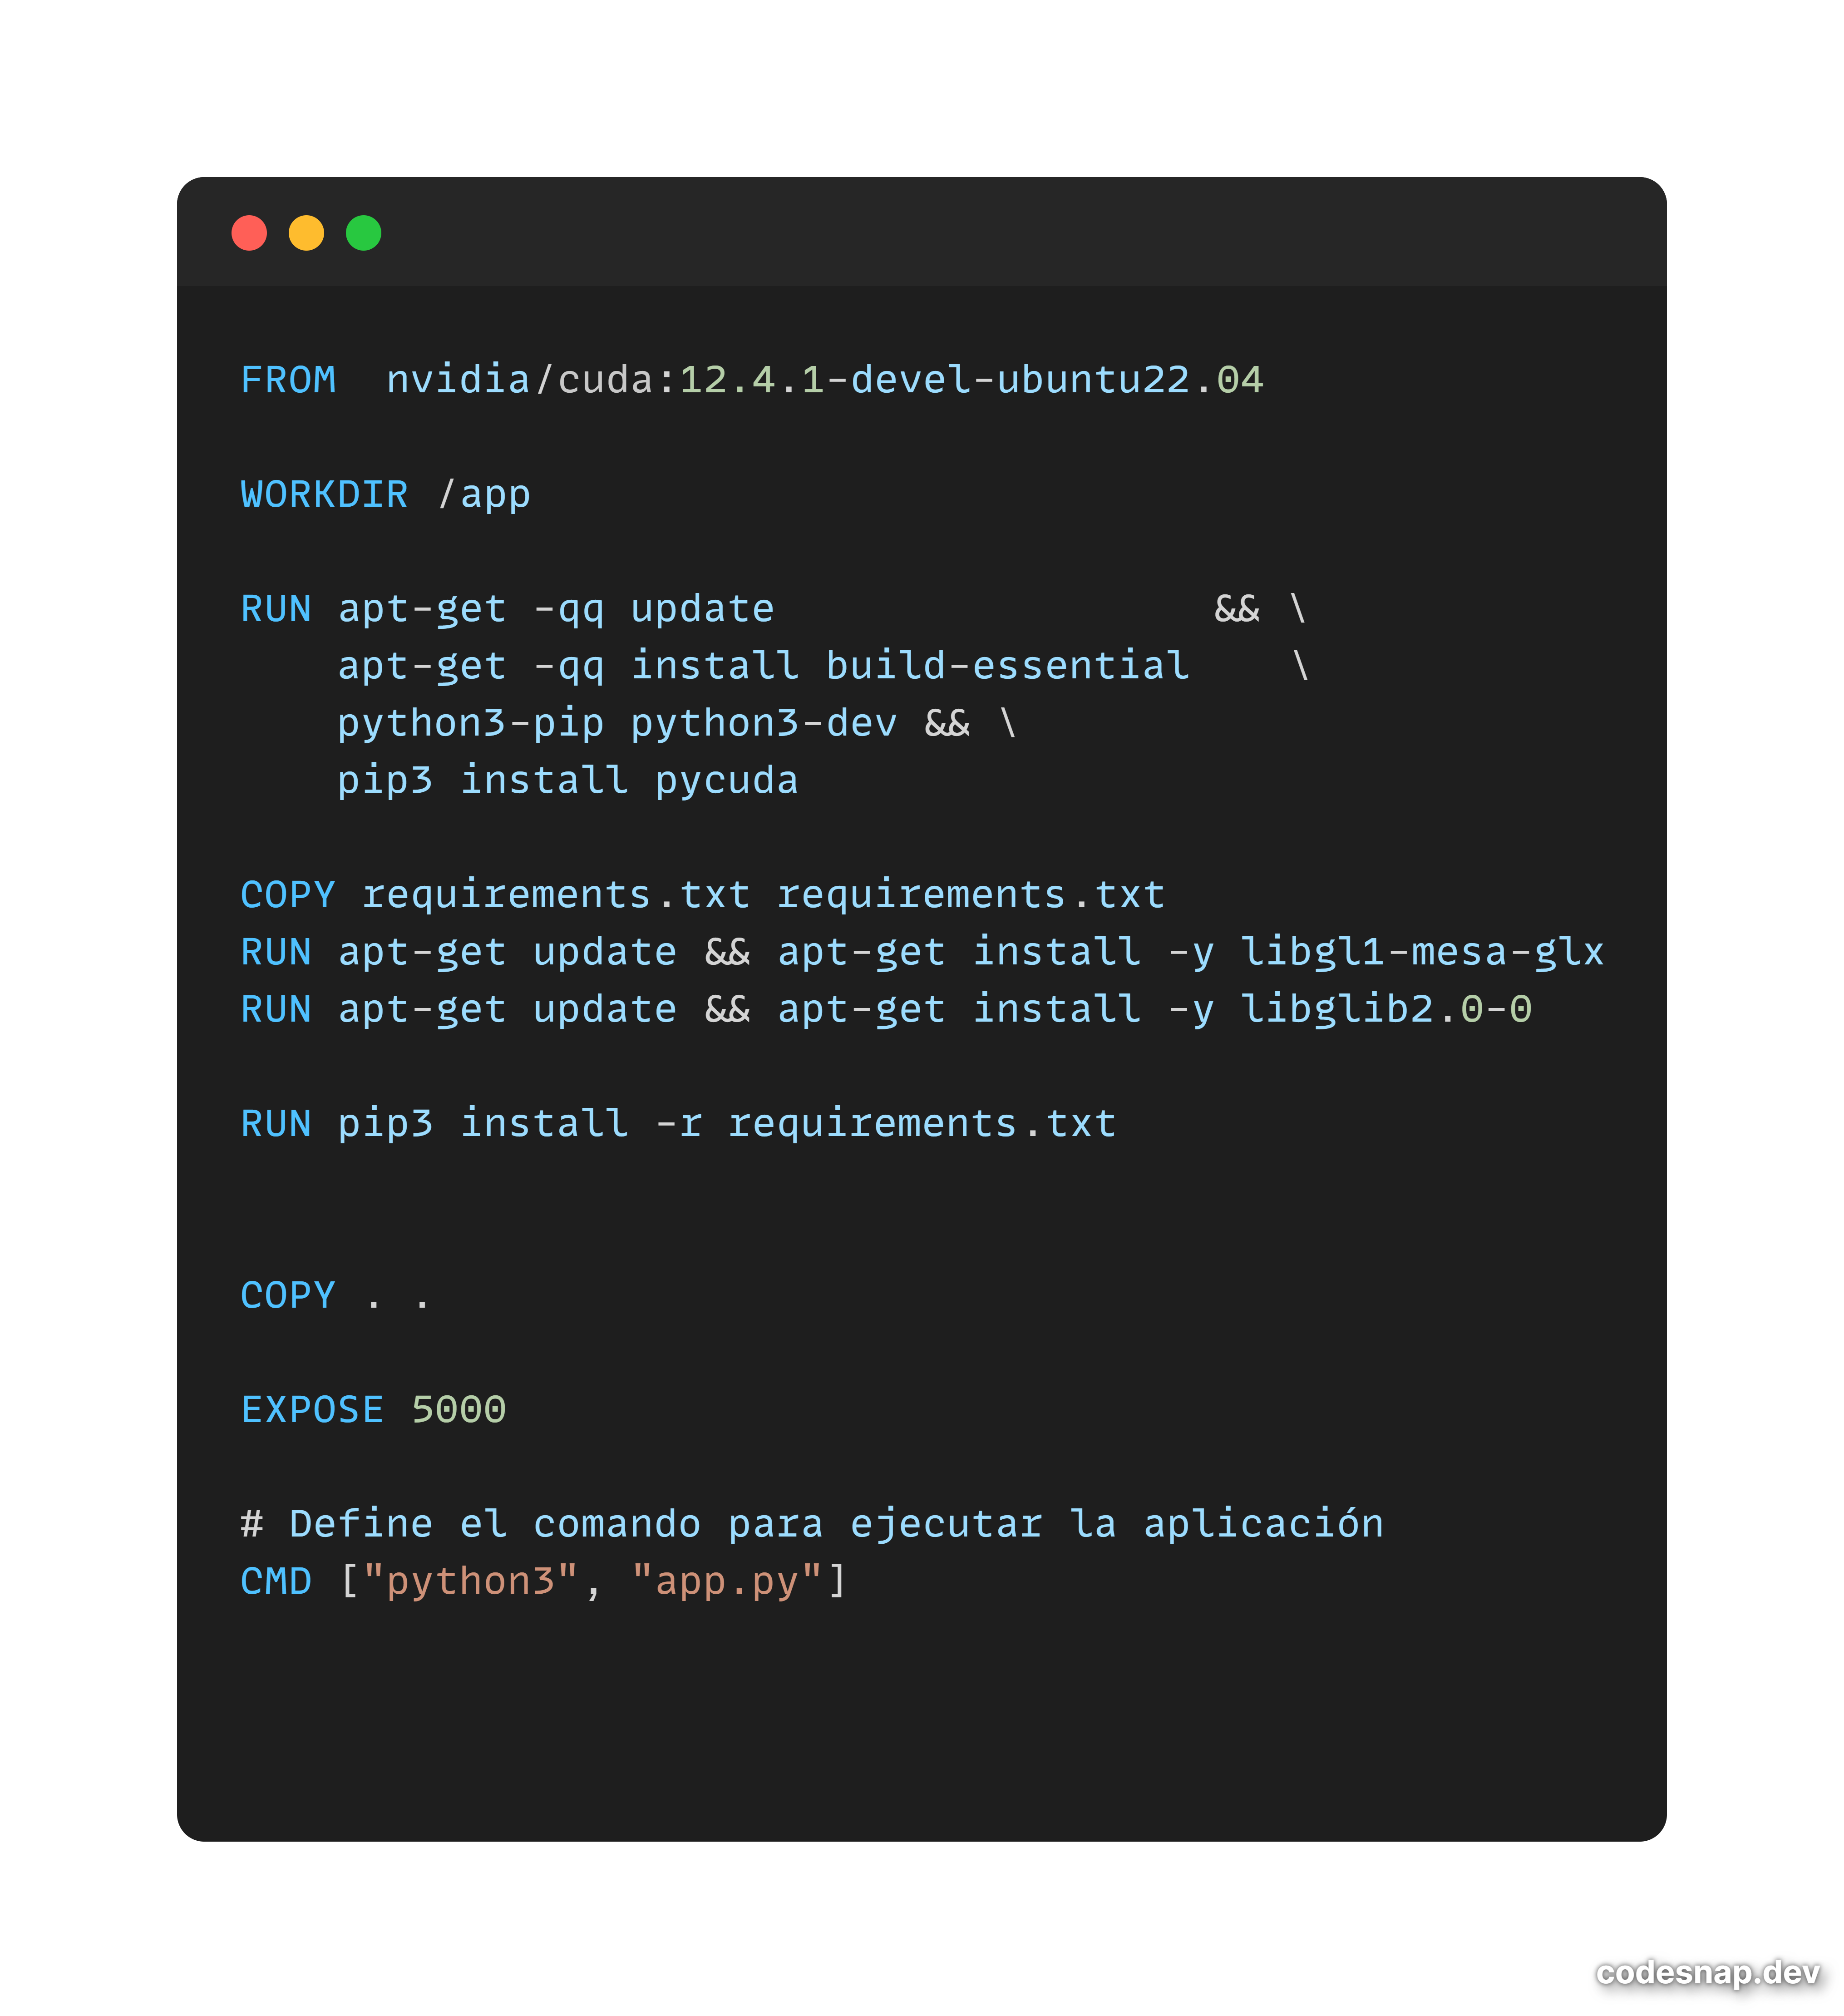 FROM  nvidia/cuda:12.4.1-devel-ubuntu22.04
WORKDIR /app
RUN apt-get -qq update                  && \
    apt-get -qq install build-essential    \
    python3-pip python3-dev && \
    pip3 install pycuda
COPY requirements.txt requirements.txt
RUN apt-get update && apt-get install -y libgl1-mesa-glx
RUN apt-get update && apt-get install -y libglib2.0-0
RUN pip3 install -r requirements.txt
COPY . .
EXPOSE 5000
# Define el comando para ejecutar la aplicación
CMD ["python3", "app.py"]
codesnap.dev